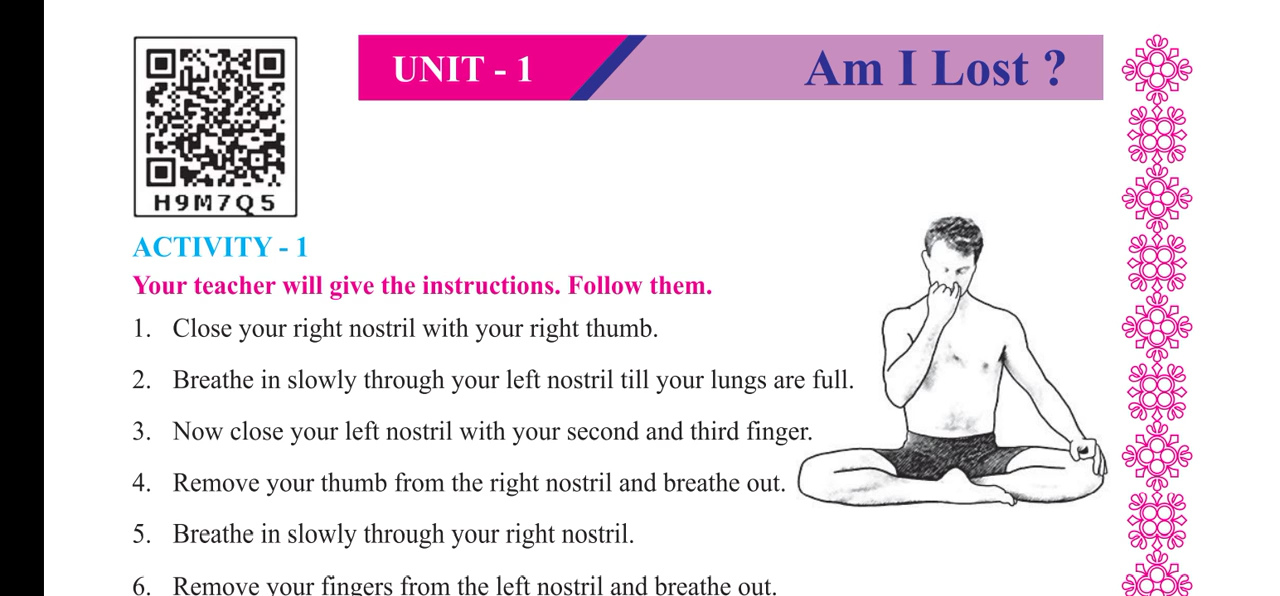 UNIT - 1
Am I Lost ?
H9M7Q5
ACTIVITY - 1
Your teacher will give the instructions. Follow them.
1. Close your right nostril with your right thumb.
2. Breathe in slowly through your left nostril till your lungs are full.
3. Now close your left nostril with your second and third finger.
4. Remove your thumb from the right nostril and breathe out.
5. Breathe in slowly through your right nostril.
6. Remove your fingers from the left nostril and breathe out.